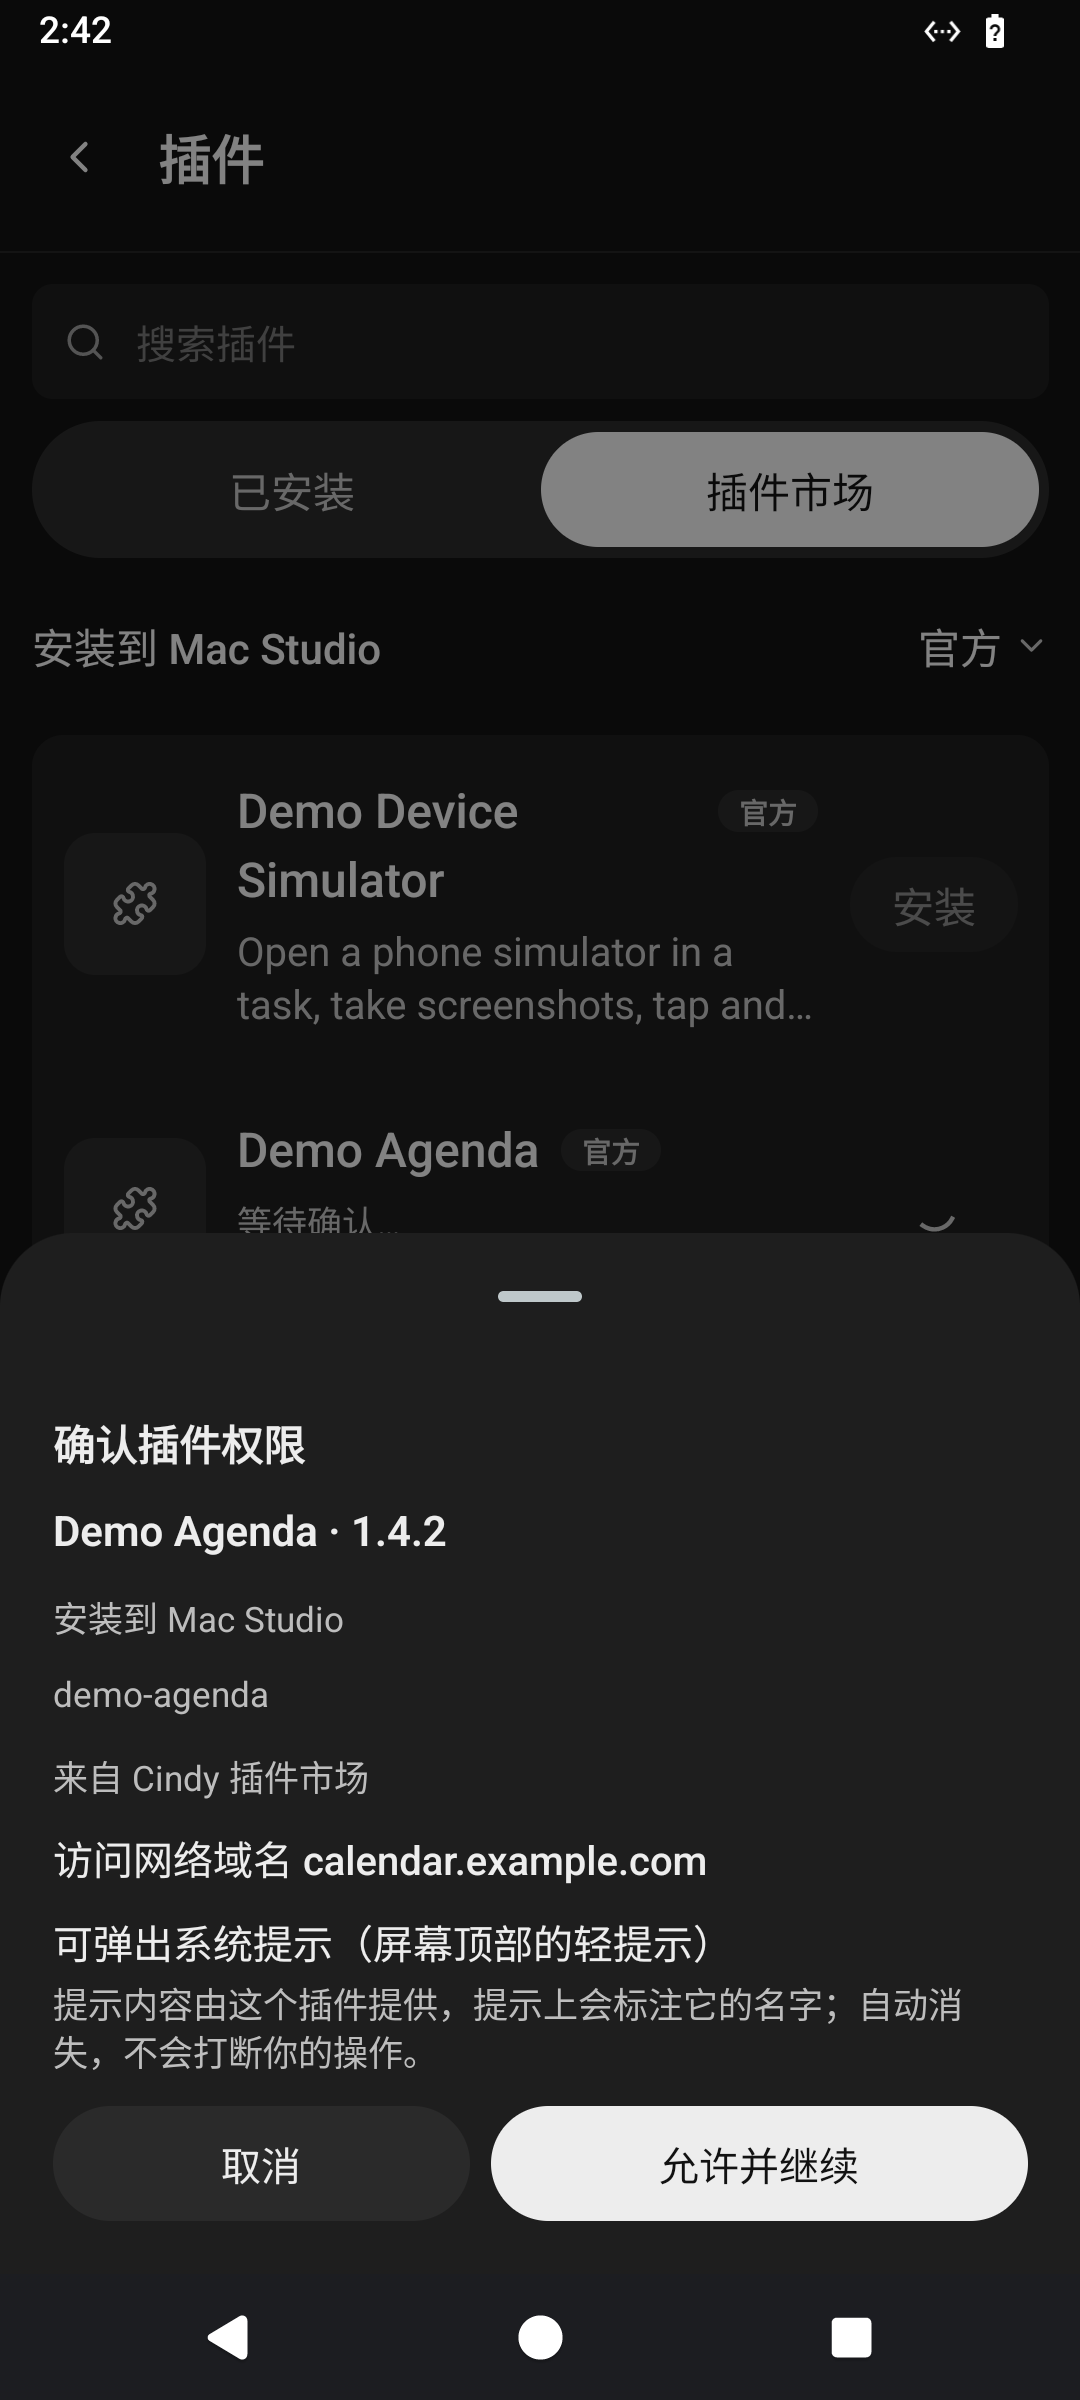 2:42
插件
搜索插件
已安装
插件市场
安装到 Mac Studio
官方
Demo Device
官方
Simulator
安装
Open a phone simulator in a
task, take screenshots, tap and…
Demo Agenda
官方
等待确认…
确认插件权限
Demo Agenda · 1.4.2
安装到 Mac Studio
demo-agenda
来自 Cindy 插件市场
访问网络域名 calendar.example.com
可弹出系统提示（屏幕顶部的轻提示）
提示内容由这个插件提供，提示上会标注它的名字；自动消
失，不会打断你的操作。
取消
允许并继续